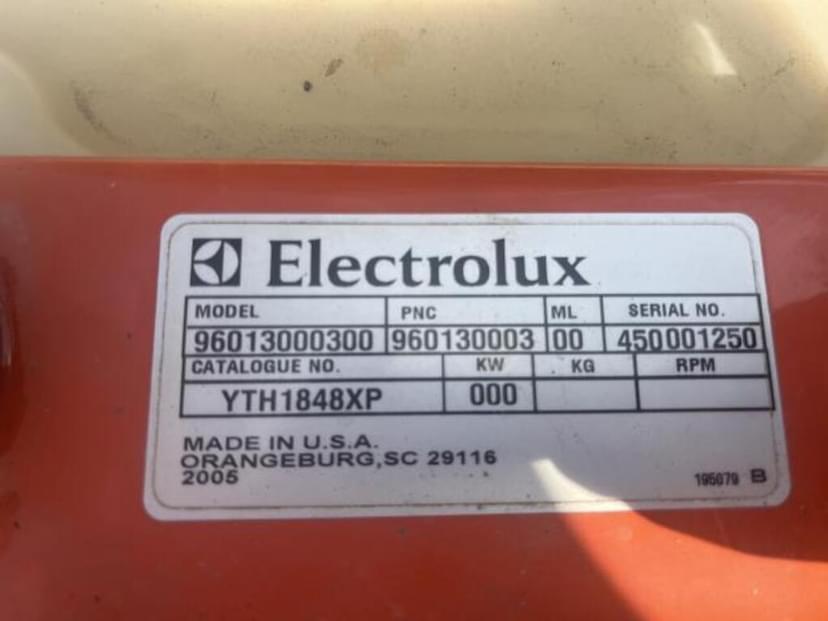 Electrolux
MODEL PNC ML SERIAL NO.
96013000300 960130003 00 450001250
CATALOGUE NO. KW KG RPM
YTH1848XP 000
MADE IN U.S.A.
ORANGEBURG,SC 29116
2005
195079 B